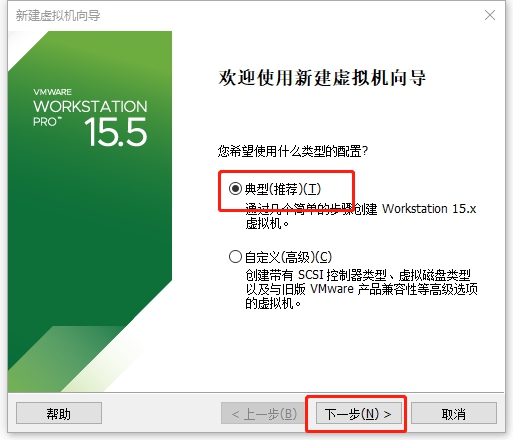 新建虚拟机向导
VMWARE
WORKSTATION
PRO™
15.5
欢迎使用新建虚拟机向导
您希望使用什么类型的配置?
典型(推荐)(T)
通过几个简单的步骤创建 Workstation 15.x
虚拟机。
自定义(高级)(C)
创建带有 SCSI 控制器类型、虚拟磁盘类型
以及与旧版 VMware 产品兼容性等高级选项
的虚拟机。
帮助
< 上一步(B)
下一步(N) >
取消